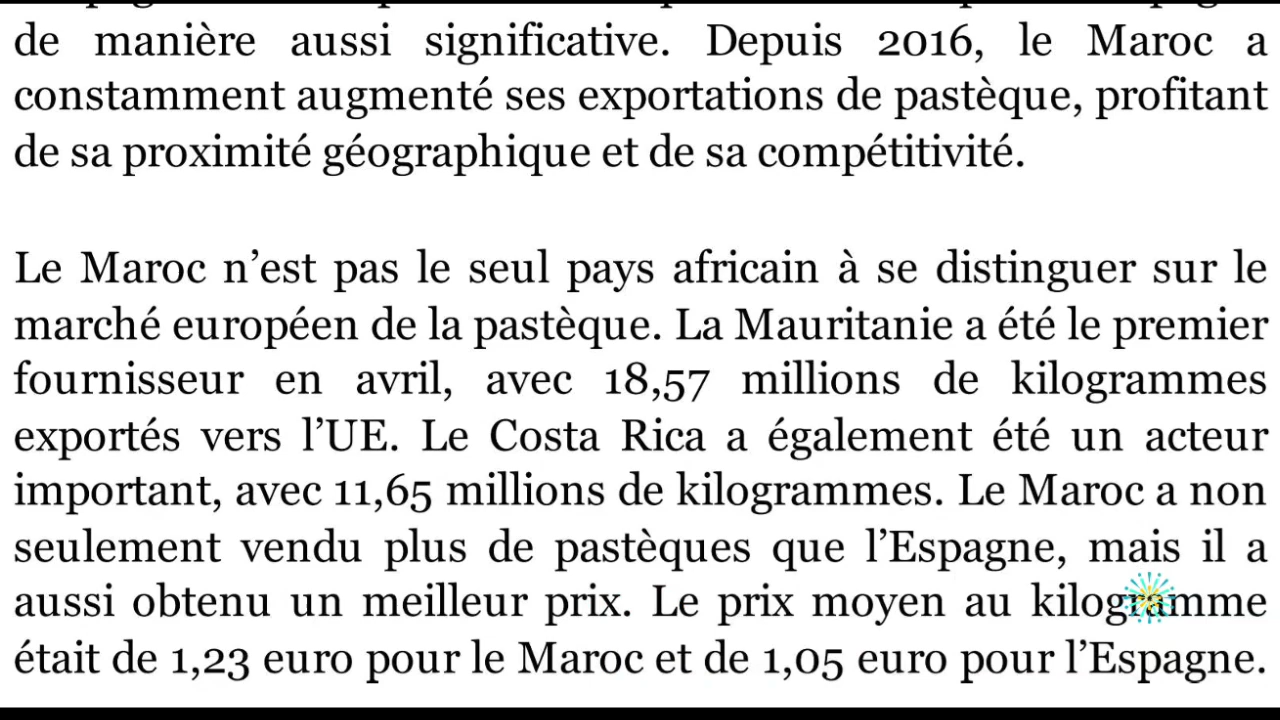 de manière aussi significative. Depuis 2016, le Maroc a
constamment augmenté ses exportations de pastèque, profitant
de sa proximité géographique et de sa compétitivité.
Le Maroc n’est pas le seul pays africain à se distinguer sur le
marché européen de la pastèque. La Mauritanie a été le premier
fournisseur en avril, avec 18,57 millions de kilogrammes
exportés vers l’UE. Le Costa Rica a également été un acteur
important, avec 11,65 millions de kilogrammes. Le Maroc a non
seulement vendu plus de pastèques que l’Espagne, mais il a
aussi obtenu un meilleur prix. Le prix moyen au kilogramme
était de 1,23 euro pour le Maroc et de 1,05 euro pour l’Espagne.